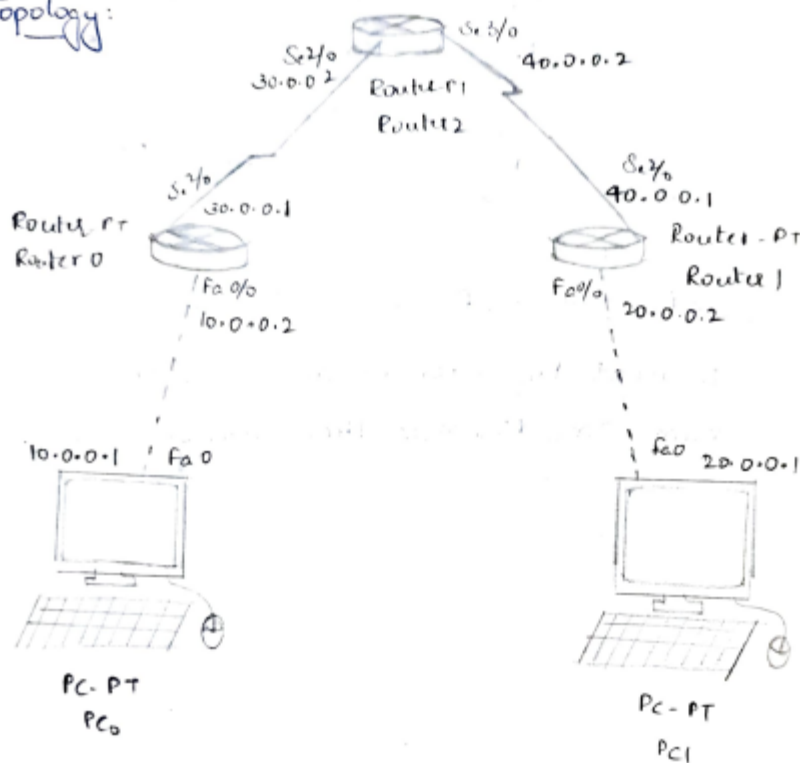 opology:
Se2/0
30.0.0 2
Se 3/0
40.0.0.2
Router PT
Router2
Se2/0
30.0.0.1
Router PT
Router 0
Fa 0/0
10.0.0.2
Se2/0
40.0 0.1
Router-PT
Router 1
Fa0/0
20.0.0.2
10.0.0.1
Fa 0
fa0
20.0.0.1
PC-PT
PC0
PC-PT
PC1